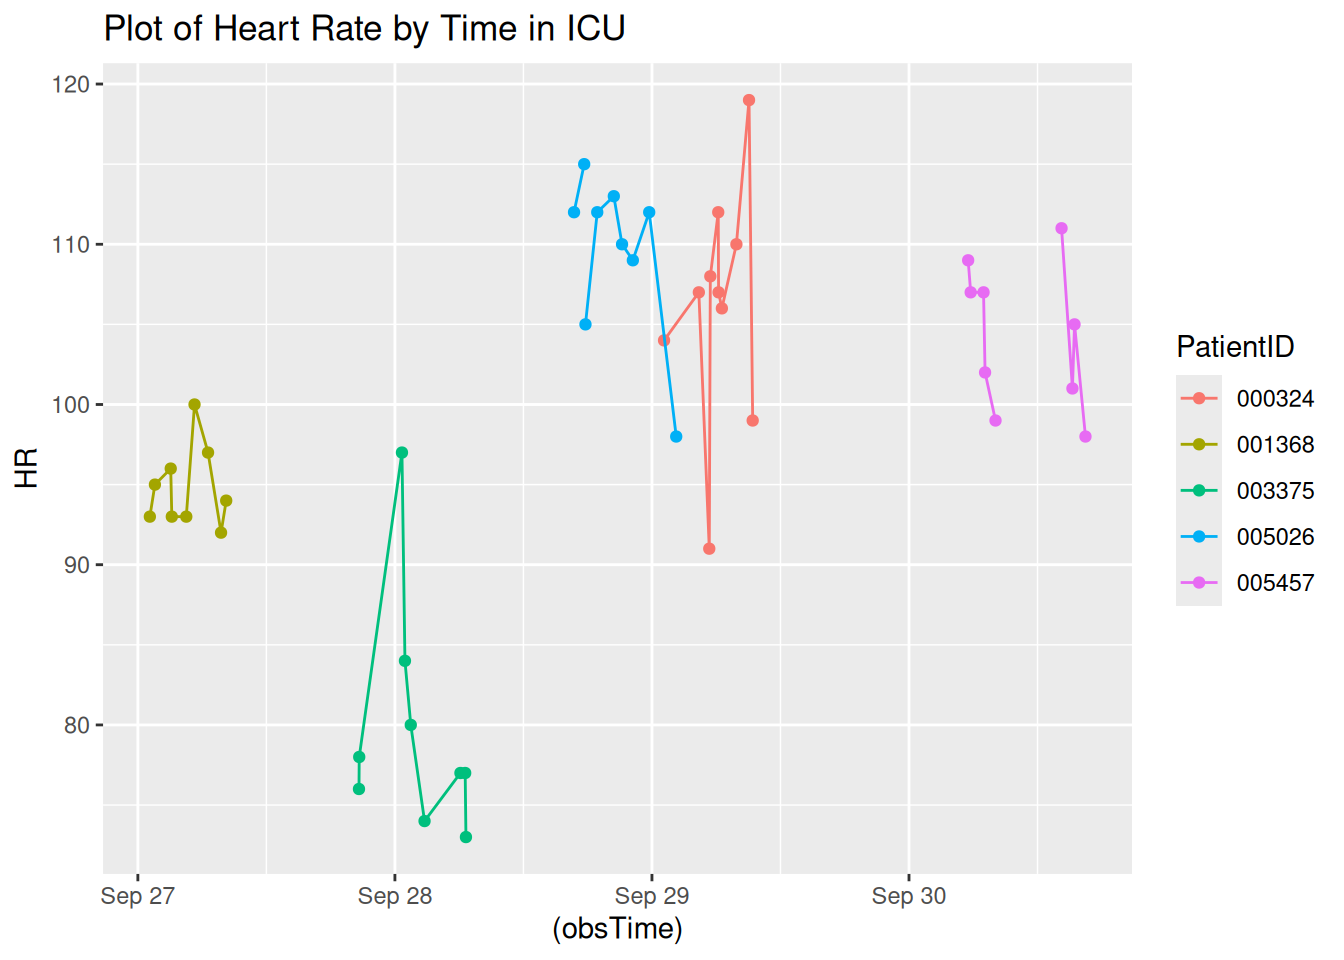 Plot of Heart Rate by Time in ICU
120
110
100
90
80
HR
Sep 27
Sep 28
Sep 29
Sep 30
(obsTime)
PatientID
000324
001368
003375
005026
005457